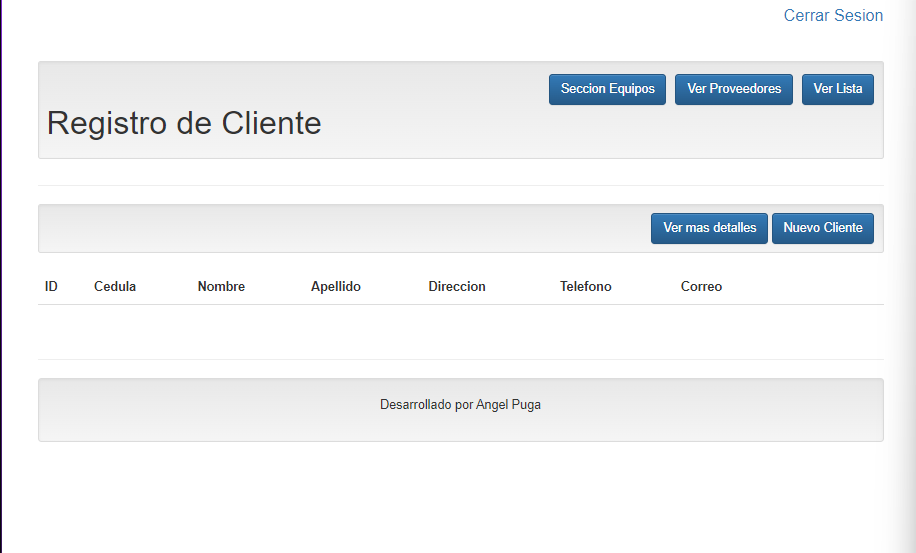 Cerrar Sesion
Seccion Equipos Ver Proveedores Ver Lista
Registro de Cliente
Ver mas detalles Nuevo Cliente
ID Cedula Nombre Apellido Direccion Telefono Correo
Desarrollado por Angel Puga